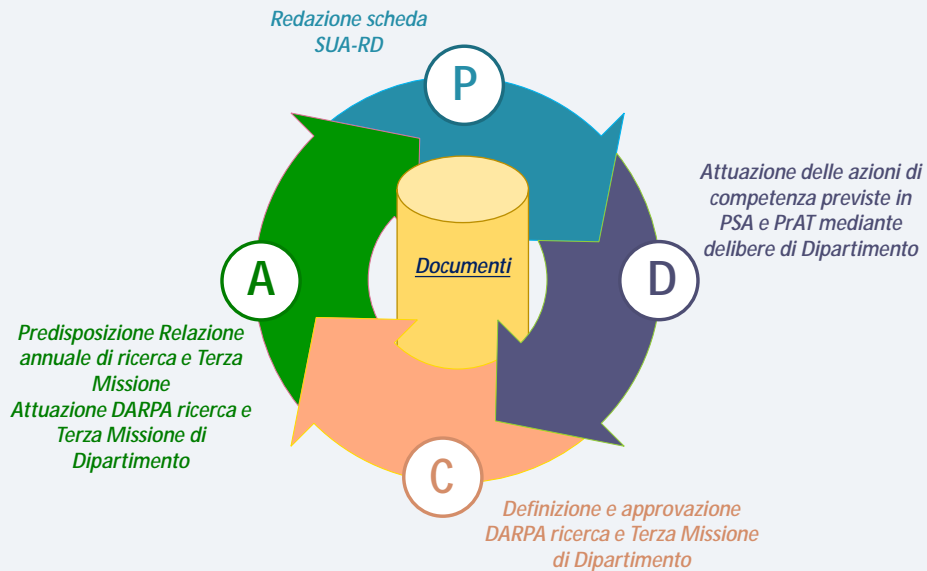 Redazione scheda
SUA-RD
P
Attuazione delle azioni di
competenza previste in
PSA e PrAT mediante
delibere di Dipartimento
D
Documenti
A
Predisposizione Relazione
annuale di ricerca e Terza
Missione
Attuazione DARPA ricerca e
Terza Missione di
Dipartimento
C
Definizione e approvazione
DARPA ricerca e Terza Missione
di Dipartimento